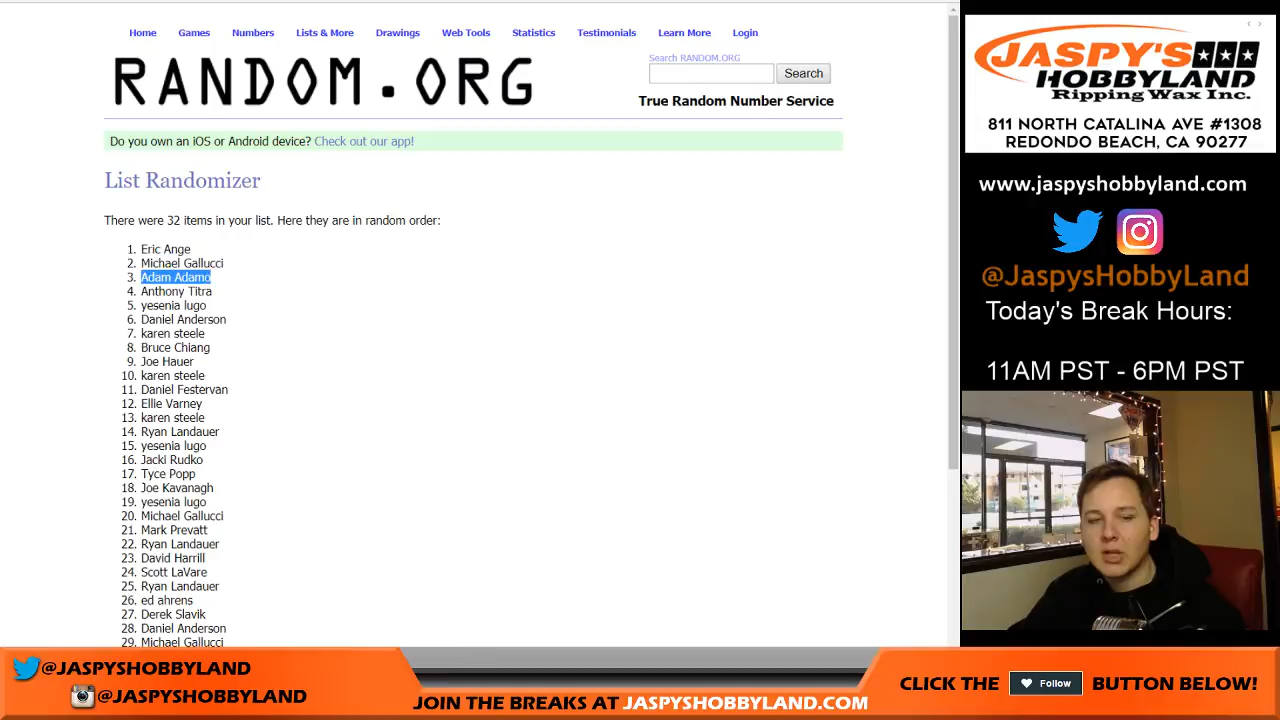 Home Games Numbers Lists & More Drawings Web Tools Statistics Testimonials Learn More Login
RANDOM.ORG
Search RANDOM.ORG
Search
True Random Number Service
Do you own an iOS or Android device? Check out our app!
List Randomizer
There were 32 items in your list. Here they are in random order:
1. Eric Ange
2. Michael Gallucci
3. Adam Adamo
4. Anthony Titra
5. yesenia lugo
6. Daniel Anderson
7. karen steele
8. Bruce Chiang
9. Joe Hauer
10. karen steele
11. Daniel Festervan
12. Ellie Varney
13. karen steele
14. Ryan Landauer
15. yesenia lugo
16. Jacki Rudko
17. Tyce Popp
18. Joe Kavanagh
19. yesenia lugo
20. Michael Gallucci
21. Mark Prevatt
22. Ryan Landauer
23. David Harrill
24. Scott LaVare
25. Ryan Landauer
26. ed ahrens
27. Derek Slavik
28. Daniel Anderson
29. Michael Gallucci
JASPY'S
HOBBYLAND
Ripping Wax Inc.
811 NORTH CATALINA AVE #1308
REDONDO BEACH, CA 90277
www.jaspyshobbyland.com
@JaspysHobbyLand
Today's Break Hours:
11AM PST - 6PM PST
@JASPYSHOBBYLAND
@JASPYSHOBBYLAND
JOIN THE BREAKS AT JASPYSHOBBYLAND.COM
CLICK THE Follow BUTTON BELOW!